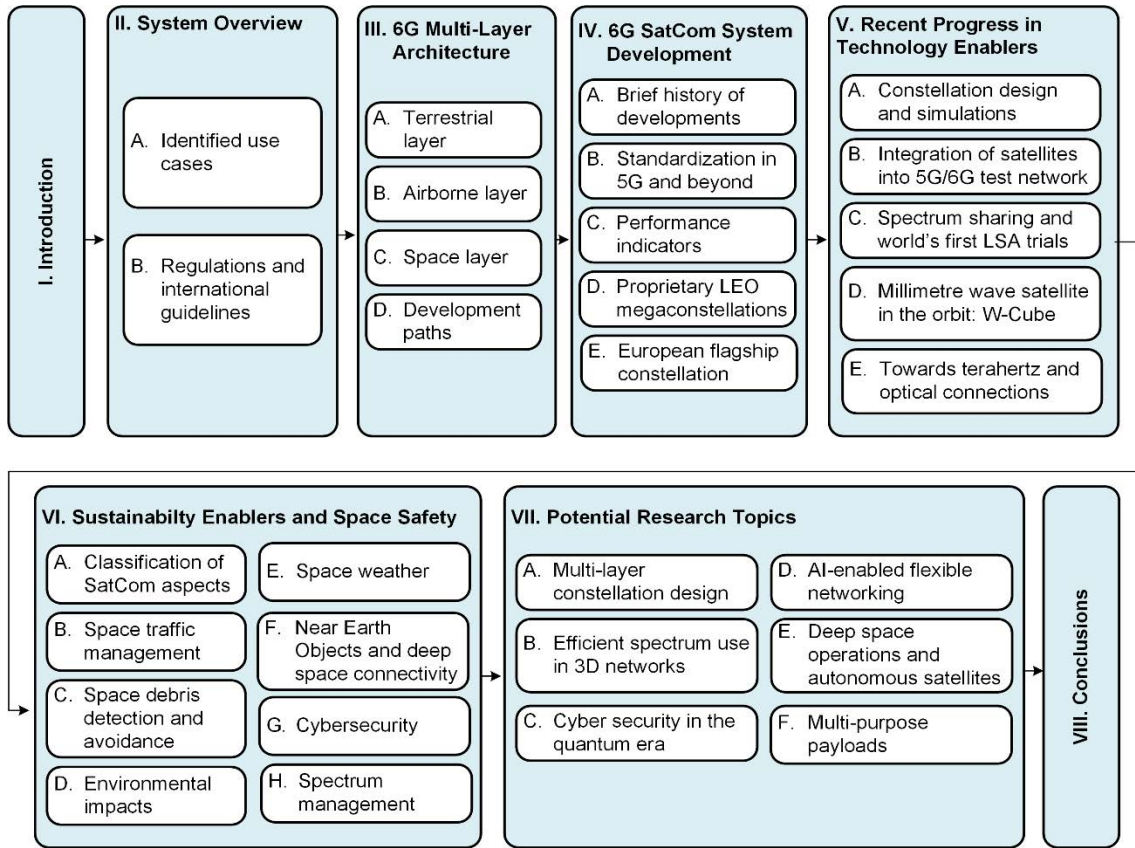 I. Introduction
II. System Overview
A. Identified use
cases
B. Regulations and
international
guidelines
III. 6G Multi-Layer
Architecture
A. Terrestrial
layer
B. Airborne layer
C. Space layer
D. Development
paths
IV. 6G SatCom System
Development
A. Brief history of
developments
B. Standardization in
5G and beyond
C. Performance
indicators
D. Proprietary LEO
megaconstellations
E. European flagship
constellation
V. Recent Progress in
Technology Enablers
A. Constellation design
and simulations
B. Integration of satellites
into 5G/6G test network
C. Spectrum sharing and
world's first LSA trials
D. Millimetre wave satellite
in the orbit: W-Cube
E. Towards terahertz and
optical connections
VI. Sustainabilty Enablers and Space Safety
A. Classification of
SatCom aspects
B. Space traffic
management
C. Space debris
detection and
avoidance
D. Environmental
impacts
E. Space weather
F. Near Earth
Objects and deep
space connectivity
G. Cybersecurity
H. Spectrum
management
VII. Potential Research Topics
A. Multi-layer
constellation design
B. Efficient spectrum use
in 3D networks
C. Cyber security in the
quantum era
D. AI-enabled flexible
networking
E. Deep space
operations and
autonomous satellites
F. Multi-purpose
payloads
VIII. Conclusions